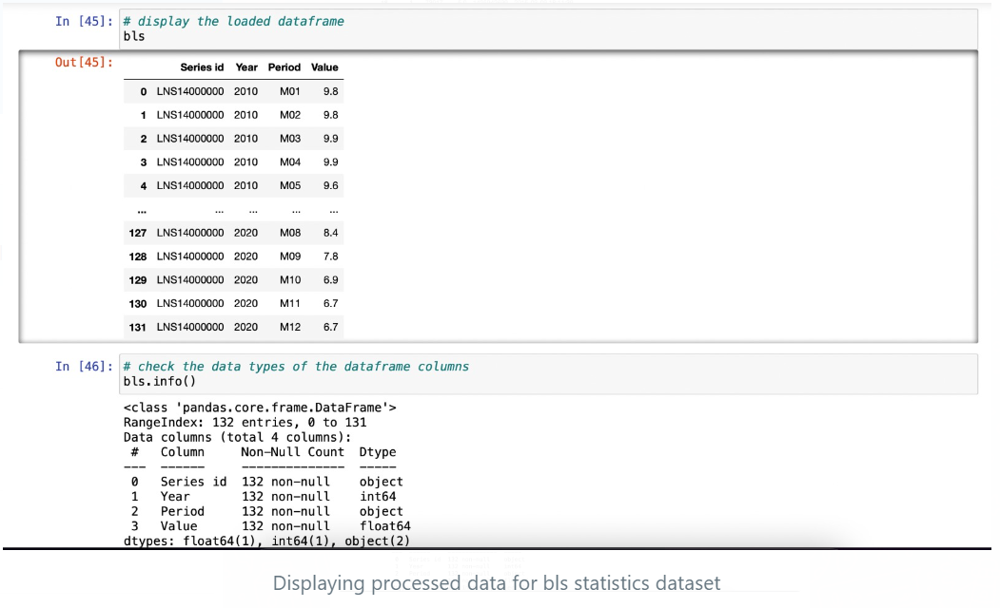 In [45]: # display the loaded dataframe
bls
Out[45]:
Series id Year Period Value
0 LNS14000000 2010 M01 9.8
1 LNS14000000 2010 M02 9.8
2 LNS14000000 2010 M03 9.9
3 LNS14000000 2010 M04 9.9
4 LNS14000000 2010 M05 9.6
... ... ... ... ...
127 LNS14000000 2020 M08 8.4
128 LNS14000000 2020 M09 7.8
129 LNS14000000 2020 M10 6.9
130 LNS14000000 2020 M11 6.7
131 LNS14000000 2020 M12 6.7
In [46]: # check the data types of the dataframe columns
bls.info()
<class 'pandas.core.frame.DataFrame'>
RangeIndex: 132 entries, 0 to 131
Data columns (total 4 columns):
# Column Non-Null Count Dtype
--- ------ -------------- -----
0 Series id 132 non-null object
1 Year 132 non-null int64
2 Period 132 non-null object
3 Value 132 non-null float64
dtypes: float64(1), int64(1), object(2)
Displaying processed data for bls statistics dataset